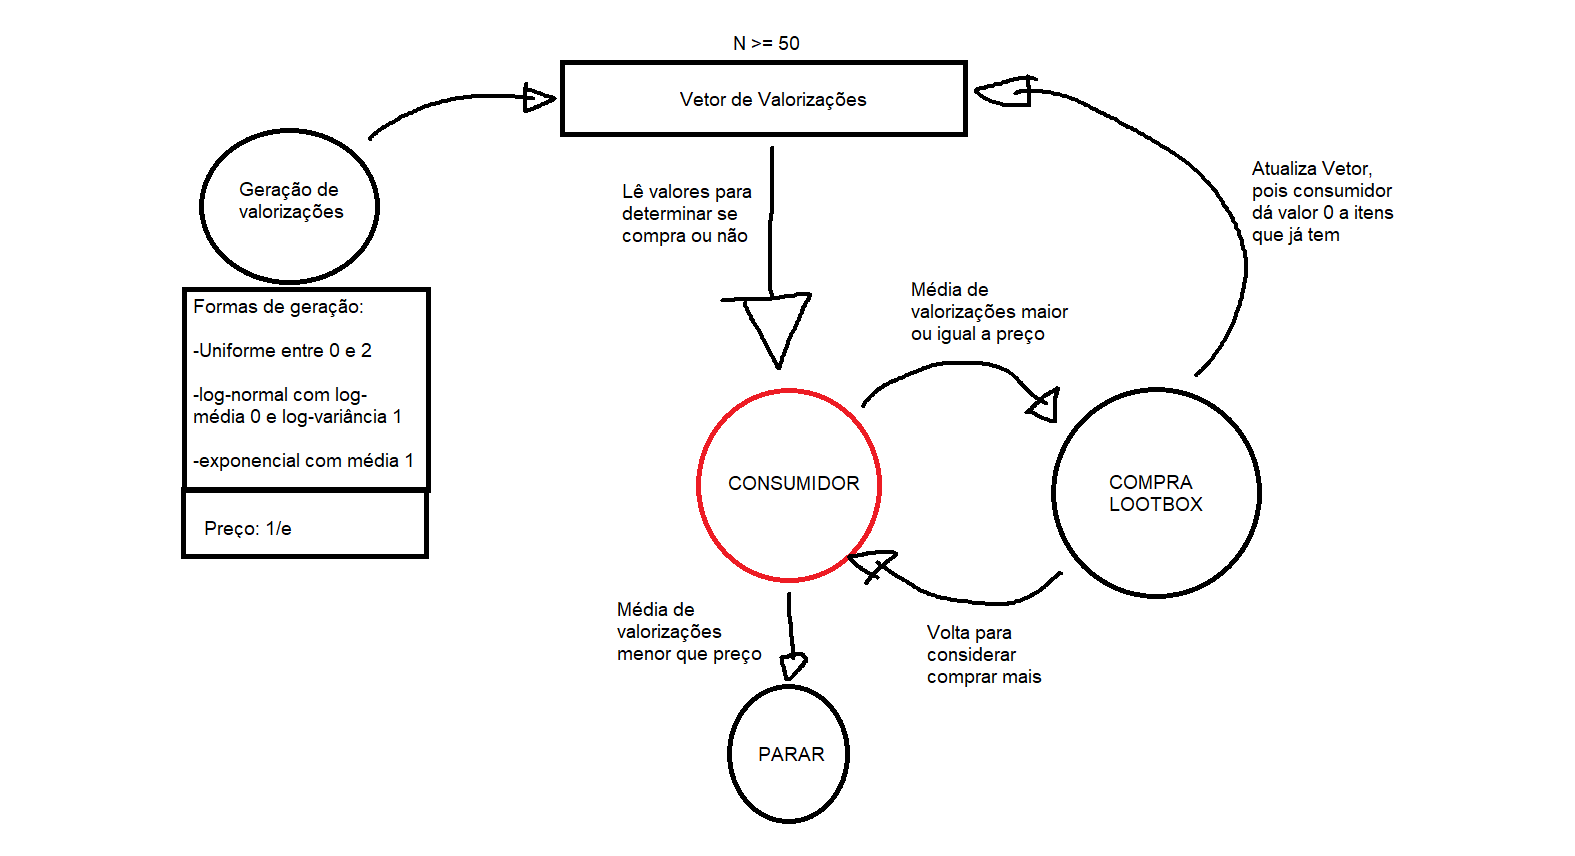 N >= 50
Vetor de Valorizações
Geração de
valorizações
Formas de geração:
-Uniforme entre 0 e 2
-log-normal com log-
média 0 e log-variância 1
-exponencial com média 1
Preço: 1/e
Lê valores para
determinar se
compra ou não
Atualiza Vetor,
pois consumidor
dá valor 0 a itens
que já tem
Média de
valorizações maior
ou igual a preço
CONSUMIDOR
COMPRA
LOOTBOX
Média de
valorizações
menor que preço
Volta para
considerar
comprar mais
PARAR